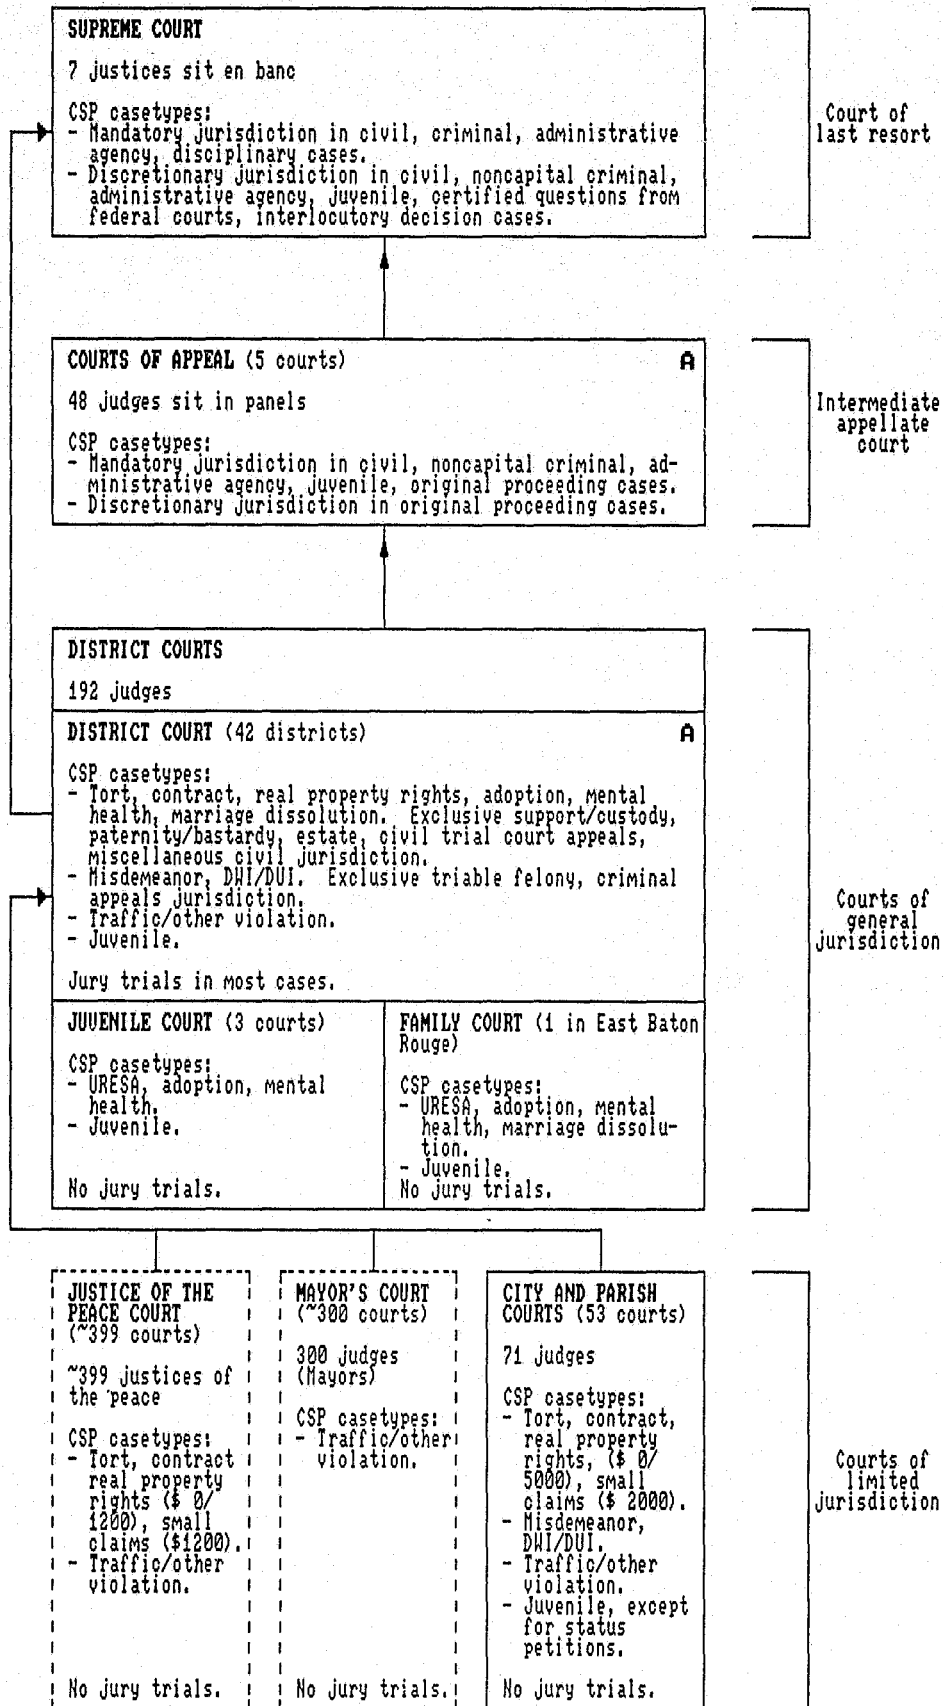 SUPREME COURT
7 justices sit en banc
CSP casetypes:
- Mandatory jurisdiction in civil, criminal, administrative
agency, disciplinary cases.
- Discretionary jurisdiction in civil, noncapital criminal,
administrative agency, juvenile, certified questions from
federal courts, interlocutory decision cases.
Court of
last resort
COURTS OF APPEAL (5 courts) A
48 judges sit in panels
CSP casetypes:
- Mandatory jurisdiction in civil, noncapital criminal, ad-
ministrative agency, juvenile, original proceeding cases.
- Discretionary jurisdiction in original proceeding cases.
Intermediate
appellate
court
DISTRICT COURTS
192 judges
DISTRICT COURT (42 districts) A
CSP casetypes:
- Tort, contract, real property rights, adoption, mental
health, marriage dissolution. Exclusive support/custody,
paternity/bastardy, estate, civil trial court appeals,
miscellaneous civil jurisdiction.
- Misdemeanor, DWI/DUI. Exclusive triable felony, criminal
appeals jurisdiction.
- Traffic/other violation.
- Juvenile.
Jury trials in most cases.
Courts of
general
jurisdiction
JUVENILE COURT (3 courts)
CSP casetypes:
- URESA, adoption, mental
health.
- Juvenile.
No jury trials.
FAMILY COURT (1 in East Baton
Rouge)
CSP casetypes:
- URESA, adoption, mental
health, marriage dissolu-
tion.
- Juvenile.
No jury trials.
JUSTICE OF THE
PEACE COURT
(~399 courts)
~399 justices of
the peace
CSP casetypes:
- Tort, contract
real property
rights ($ 0/
1200), small
claims ($1200).
- Traffic/other
violation.
No jury trials.
MAYOR'S COURT
(~300 courts)
300 judges
(Mayors)
CSP casetypes:
- Traffic/other
violation.
No jury trials.
CITY AND PARISH
COURTS (53 courts)
71 judges
CSP casetypes:
- Tort, contract,
real property
rights, ($ 0/
5000), small
claims ($ 2000).
- Misdemeanor,
DWI/DUI.
- Traffic/other
violation.
- Juvenile, except
for status
petitions.
No jury trials.
Courts of
limited
jurisdiction